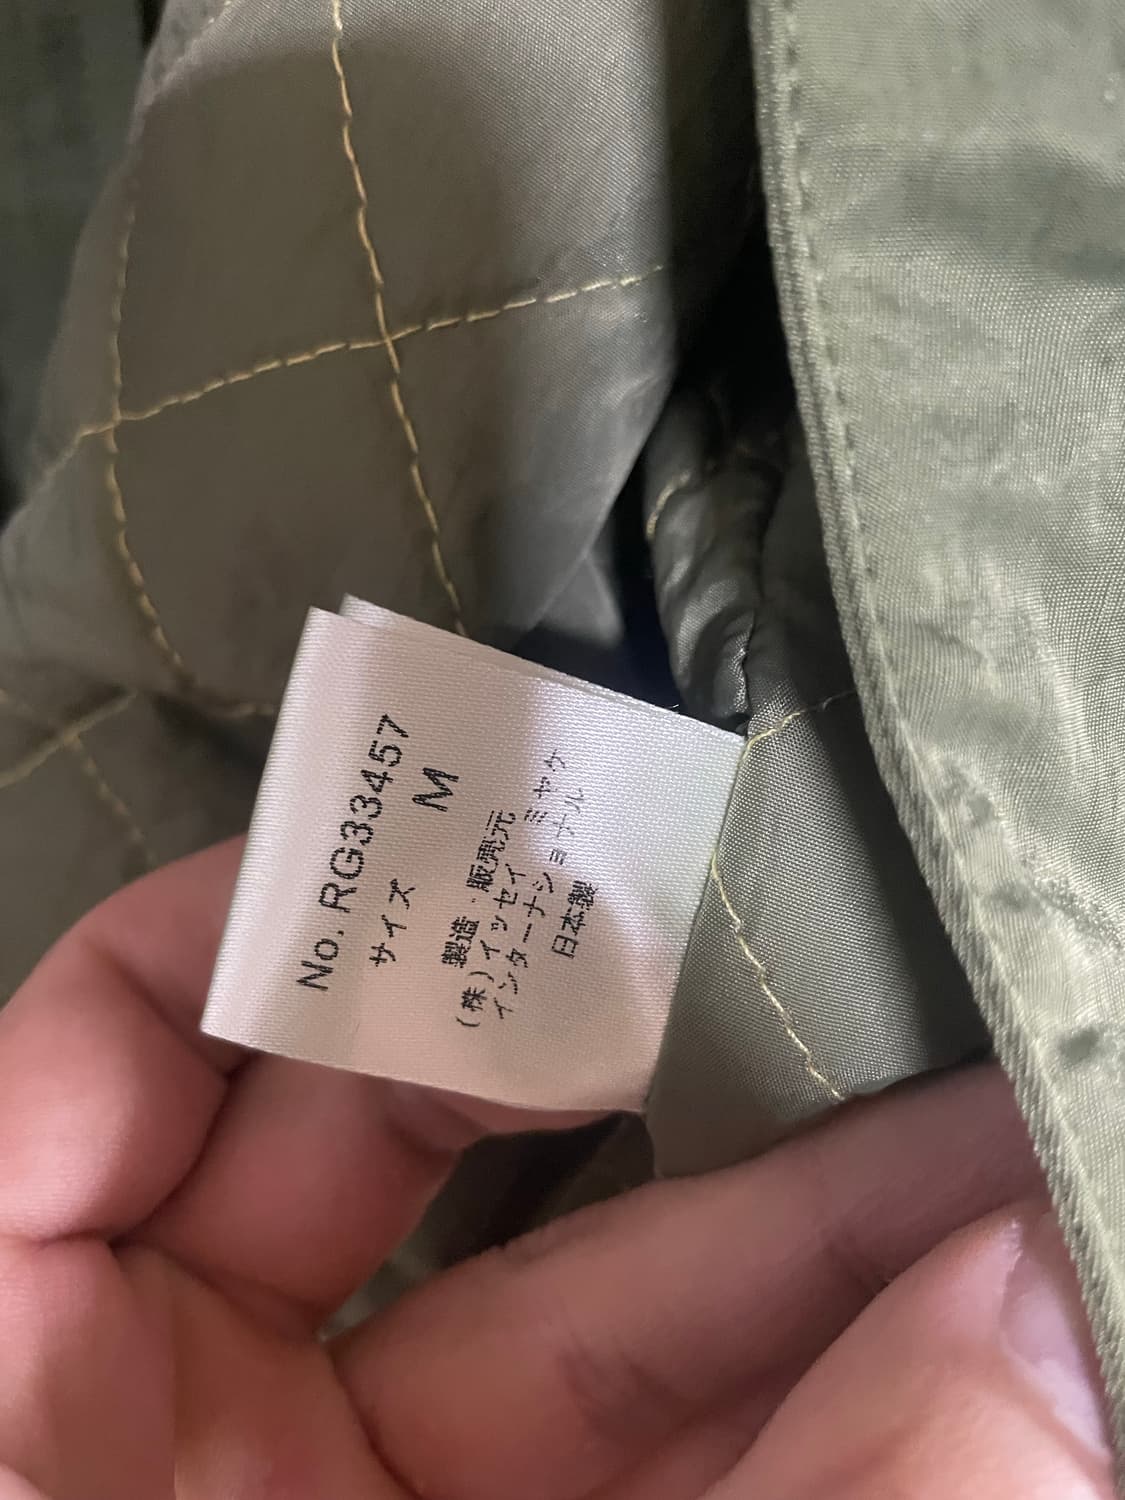 No. RG33457
サイズ M
製造・販売元
(株)イッセイ ミヤケ
インターナショナル
日本製